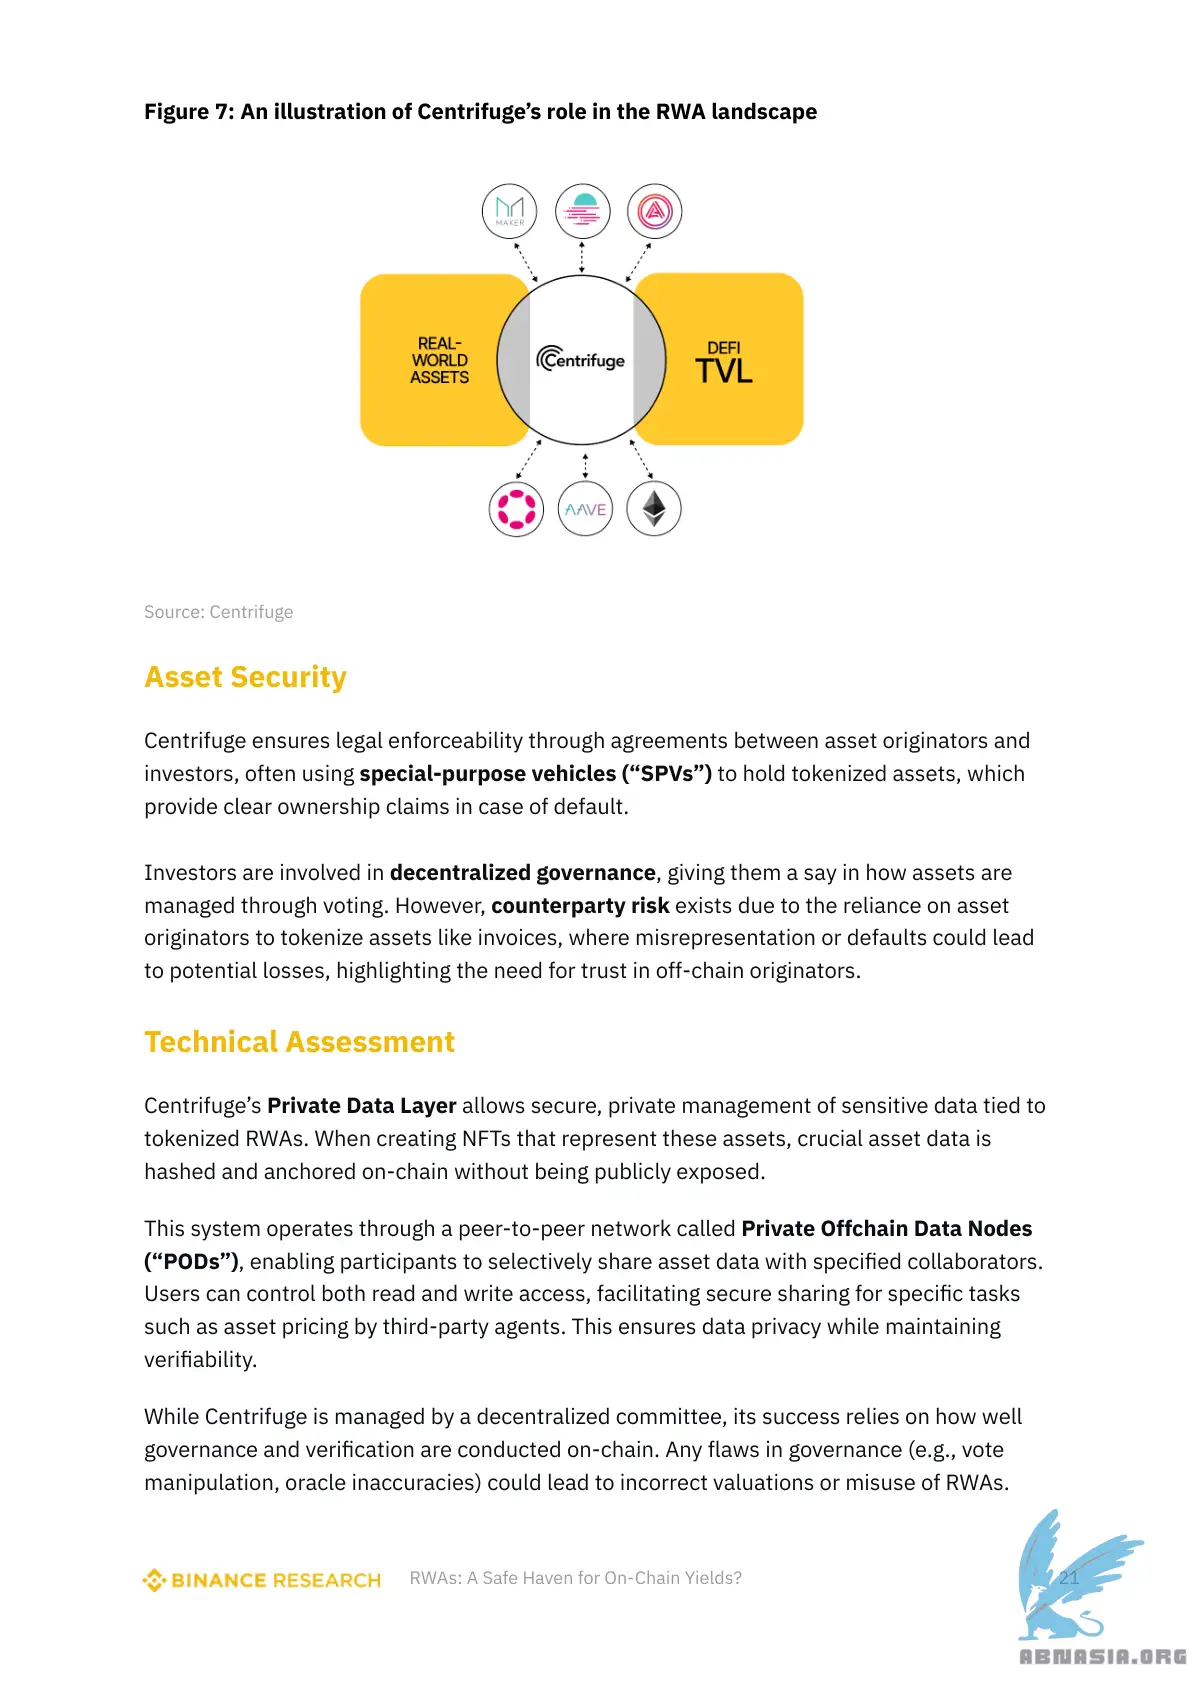 Figure 7: An illustration of Centrifuge’s role in the RWA landscape
MAKER
REAL-
WORLD
ASSETS
Centrifuge
DEFI
TVL
AAVE
Source: Centrifuge
Asset Security
Centrifuge ensures legal enforceability through agreements between asset originators and
investors, often using special-purpose vehicles (“SPVs”) to hold tokenized assets, which
provide clear ownership claims in case of default.
Investors are involved in decentralized governance, giving them a say in how assets are
managed through voting. However, counterparty risk exists due to the reliance on asset
originators to tokenize assets like invoices, where misrepresentation or defaults could lead
to potential losses, highlighting the need for trust in off-chain originators.
Technical Assessment
Centrifuge’s Private Data Layer allows secure, private management of sensitive data tied to
tokenized RWAs. When creating NFTs that represent these assets, crucial asset data is
hashed and anchored on-chain without being publicly exposed.
This system operates through a peer-to-peer network called Private Offchain Data Nodes
(“PODs”), enabling participants to selectively share asset data with specified collaborators.
Users can control both read and write access, facilitating secure sharing for specific tasks
such as asset pricing by third-party agents. This ensures data privacy while maintaining
verifiability.
While Centrifuge is managed by a decentralized committee, its success relies on how well
governance and verification are conducted on-chain. Any flaws in governance (e.g., vote
manipulation, oracle inaccuracies) could lead to incorrect valuations or misuse of RWAs.
BINANCE RESEARCH
RWAs: A Safe Haven for On-Chain Yields?
21
ABNASIA.ORG